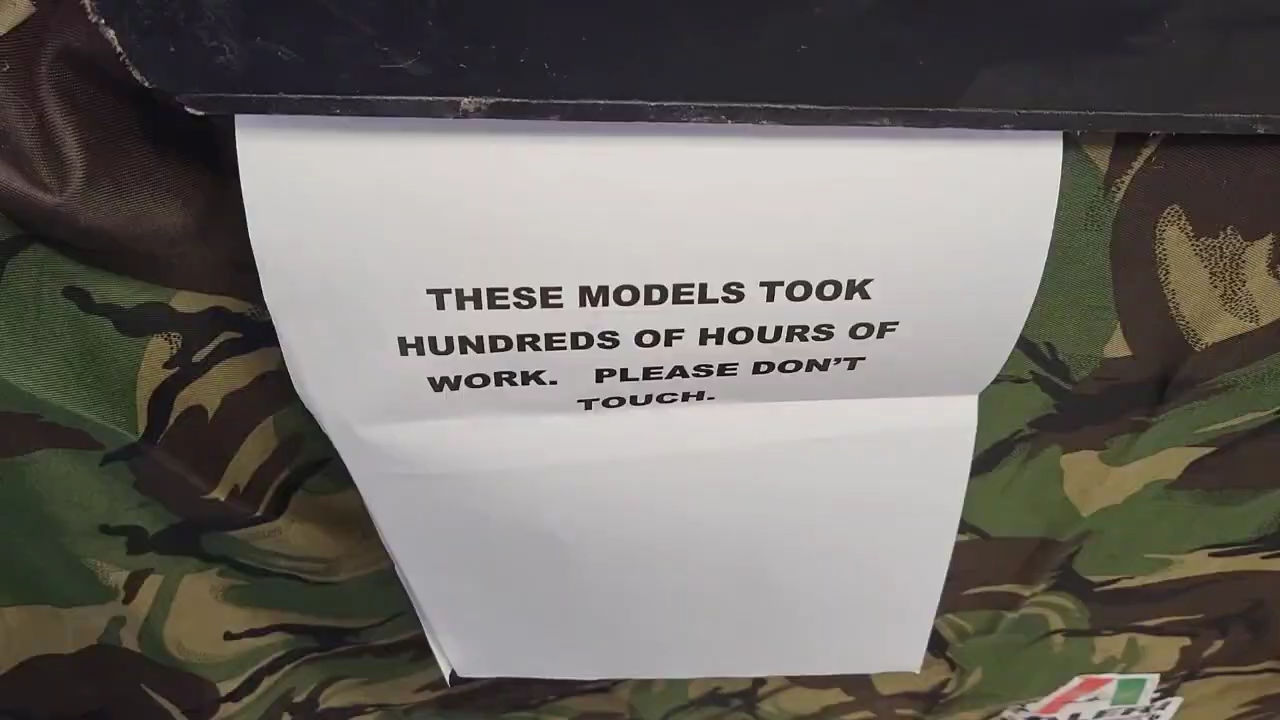 THESE MODELS TOOK
HUNDREDS OF HOURS OF
WORK. PLEASE DON'T
TOUCH.